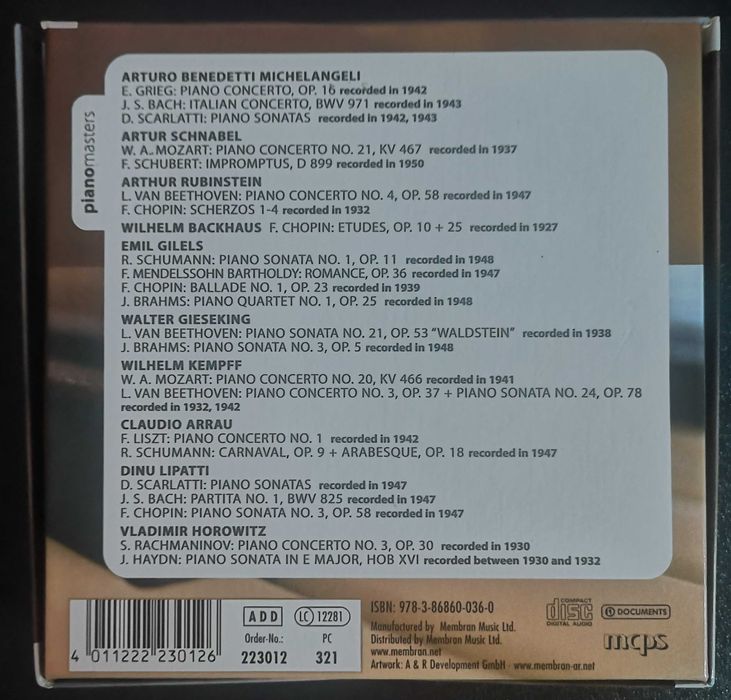 pianomasters
ARTURO BENEDETTI MICHELANGELI
E. GRIEG: PIANO CONCERTO, OP. 16 recorded in 1942
J. S. BACH: ITALIAN CONCERTO, BWV 971 recorded in 1943
D. SCARLATTI: PIANO SONATAS recorded in 1942, 1943
ARTUR SCHNABEL
W. A. MOZART: PIANO CONCERTO NO. 21, KV 467 recorded in 1937
F. SCHUBERT: IMPROMPTUS, D 899 recorded in 1950
ARTHUR RUBINSTEIN
L. VAN BEETHOVEN: PIANO CONCERTO NO. 4, OP. 58 recorded in 1947
F. CHOPIN: SCHERZOS 1-4 recorded in 1932
WILHELM BACKHAUS F. CHOPIN: ETUDES, OP. 10 + 25 recorded in 1927
EMIL GILELS
R. SCHUMANN: PIANO SONATA NO. 1, OP. 11 recorded in 1948
F. MENDELSSOHN BARTHOLDY: ROMANCE, OP. 36 recorded in 1947
F. CHOPIN: BALLADE NO. 1, OP. 23 recorded in 1939
J. BRAHMS: PIANO QUARTET NO. 1, OP. 25 recorded in 1948
WALTER GIESEKING
L. VAN BEETHOVEN: PIANO SONATA NO. 21, OP. 53 "WALDSTEIN" recorded in 1938
J. BRAHMS: PIANO SONATA NO. 3, OP. 5 recorded in 1948
WILHELM KEMPFF
W. A. MOZART: PIANO CONCERTO NO. 20, KV 466 recorded in 1941
L. VAN BEETHOVEN: PIANO CONCERTO NO. 3, OP. 37 + PIANO SONATA NO. 24, OP. 78
recorded in 1932, 1942
CLAUDIO ARRAU
F. LISZT: PIANO CONCERTO NO. 1 recorded in 1942
R. SCHUMANN: CARNAVAL, OP. 9 + ARABESQUE, OP. 18 recorded in 1947
DINU LIPATTI
D. SCARLATTI: PIANO SONATAS recorded in 1947
J. S. BACH: PARTITA NO. 1, BWV 825 recorded in 1947
F. CHOPIN: PIANO SONATA NO. 3, OP. 58 recorded in 1947
VLADIMIR HOROWITZ
S. RACHMANINOV: PIANO CONCERTO NO. 3, OP. 30 recorded in 1930
J. HAYDN: PIANO SONATA IN E MAJOR, HOB XVI recorded between 1930 and 1932
4 011222 230126
ADD LC 12281
Order-No.: PC
223012 321
ISBN: 978-3-86860-036-0
Manufactured by Membran Music Ltd.
Distributed by Membran Music Ltd.
www.membran.net
Artwork: A & R Development GmbH · www.membran-ar.net
COMPACT
disc
DIGITAL AUDIO
DOCUMENTS
mcps